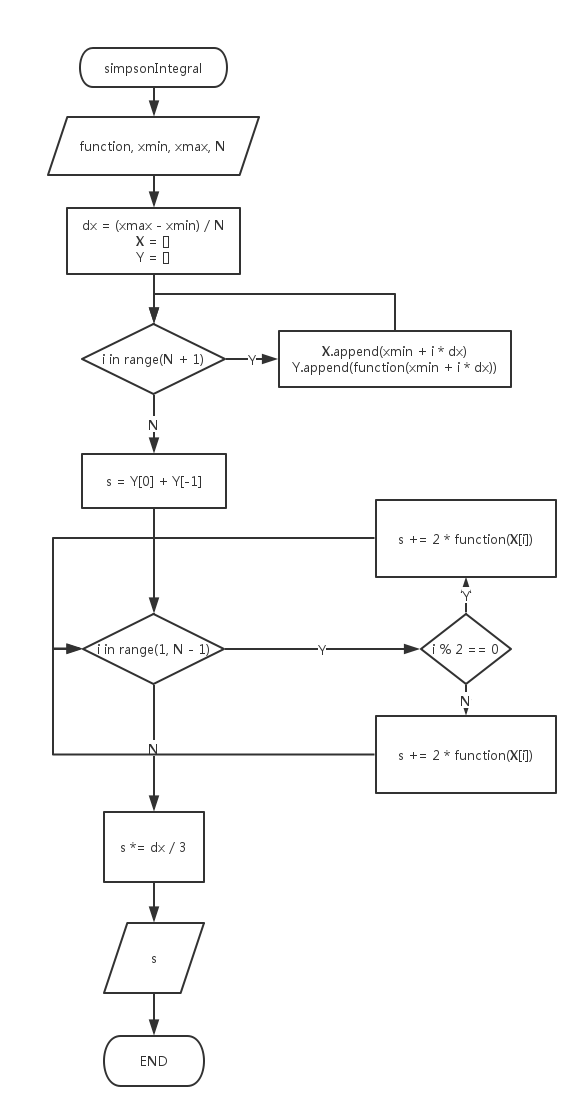 simpsonIntegral
function, xmin, xmax, N
dx = (xmax - xmin) / N
X = []
Y = []
i in range(N + 1)
Y
X.append(xmin + i * dx)
Y.append(function(xmin + i * dx))
N
s = Y[0] + Y[-1]
s += 2 * function(X[i])
Y
i in range(1, N - 1)
Y
i % 2 == 0
N
s += 2 * function(X[i])
N
s *= dx / 3
s
END